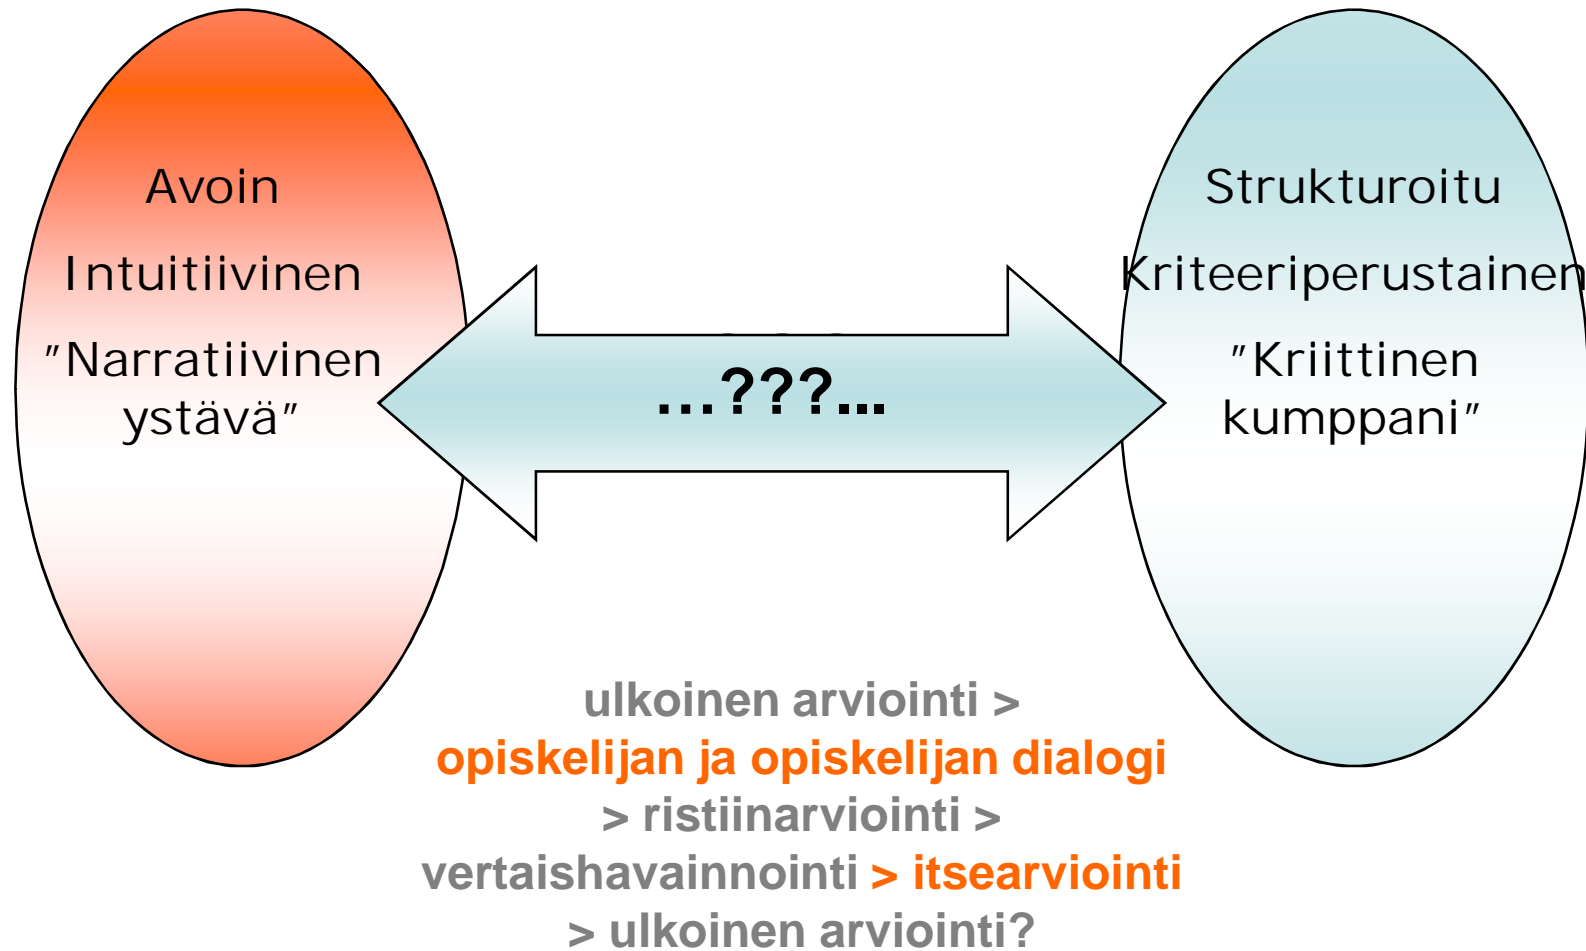 Avoin
Intuitiivinen
"Narratiivinen
ystävä"
…???...
Strukturoitu
Kriteeriperustainen
"Kriittinen
kumppani"
ulkoinen arviointi >
opiskelijan ja opiskelijan dialogi
> ristiinarviointi >
vertaishavainnointi > itsearviointi
> ulkoinen arviointi?